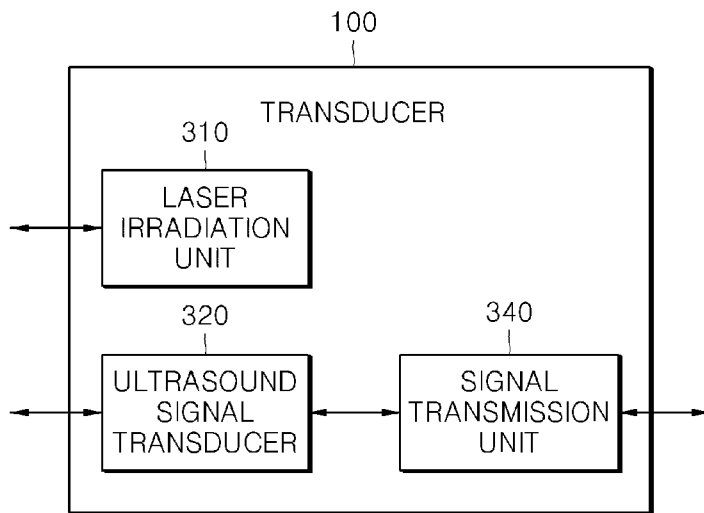 100
TRANSDUCER
310
LASER
IRRADIATION
UNIT
320
ULTRASOUND
SIGNAL
TRANSDUCER
340
SIGNAL
TRANSMISSION
UNIT